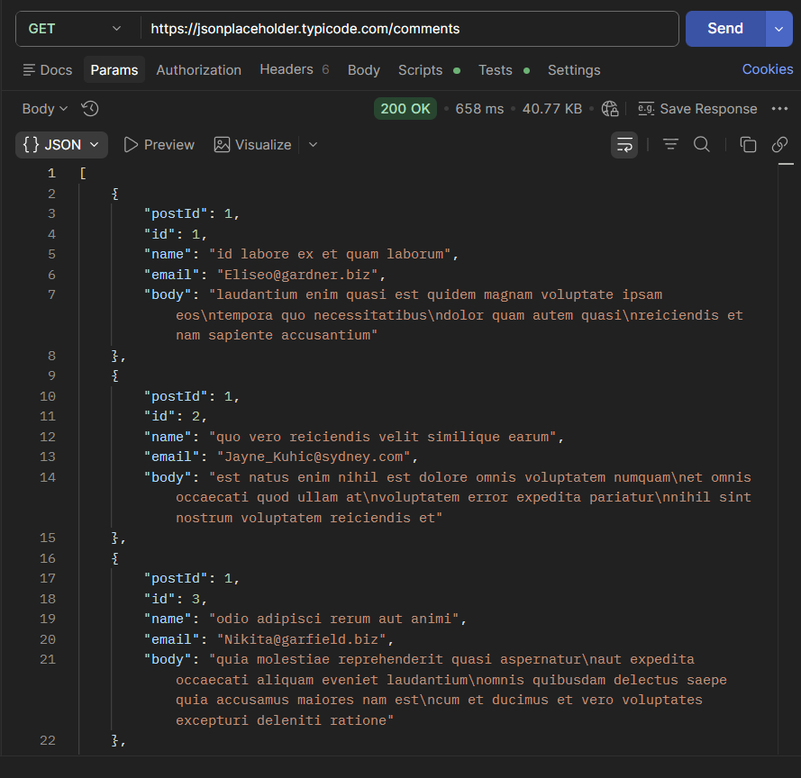 GET https://jsonplaceholder.typicode.com/comments Send
Docs Params Authorization Headers 6 Body Scripts Tests Settings Cookies
Body 200 OK • 658 ms • 40.77 KB • e.g. Save Response
{} JSON Preview Visualize
1 [
2 {
3 "postId": 1,
4 "id": 1,
5 "name": "id labore ex et quam laborum",
6 "email": "Eliseo@gardner.biz",
7 "body": "laudantium enim quasi est quidem magnam voluptate ipsam
eos\ntempora quo necessitatibus\ndolor quam autem quasi\nreiciendis et
nam sapiente accusantium"
8 },
9 {
10 "postId": 1,
11 "id": 2,
12 "name": "quo vero reiciendis velit similique earum",
13 "email": "Jayne_Kuhic@sydney.com",
14 "body": "est natus enim nihil est dolore omnis voluptatem numquam\net omnis
occaecati quod ullam at\nvoluptatem error expedita pariatur\nnihil sint
nostrum voluptatem reiciendis et"
15 },
16 {
17 "postId": 1,
18 "id": 3,
19 "name": "odio adipisci rerum aut animi",
20 "email": "Nikita@garfield.biz",
21 "body": "quia molestiae reprehenderit quasi aspernatur\naut expedita
occaecati aliquam eveniet laudantium\nomnis quibusdam delectus saepe
quia accusamus maiores nam est\ncum et ducimus et vero voluptates
excepturi deleniti ratione"
22 },